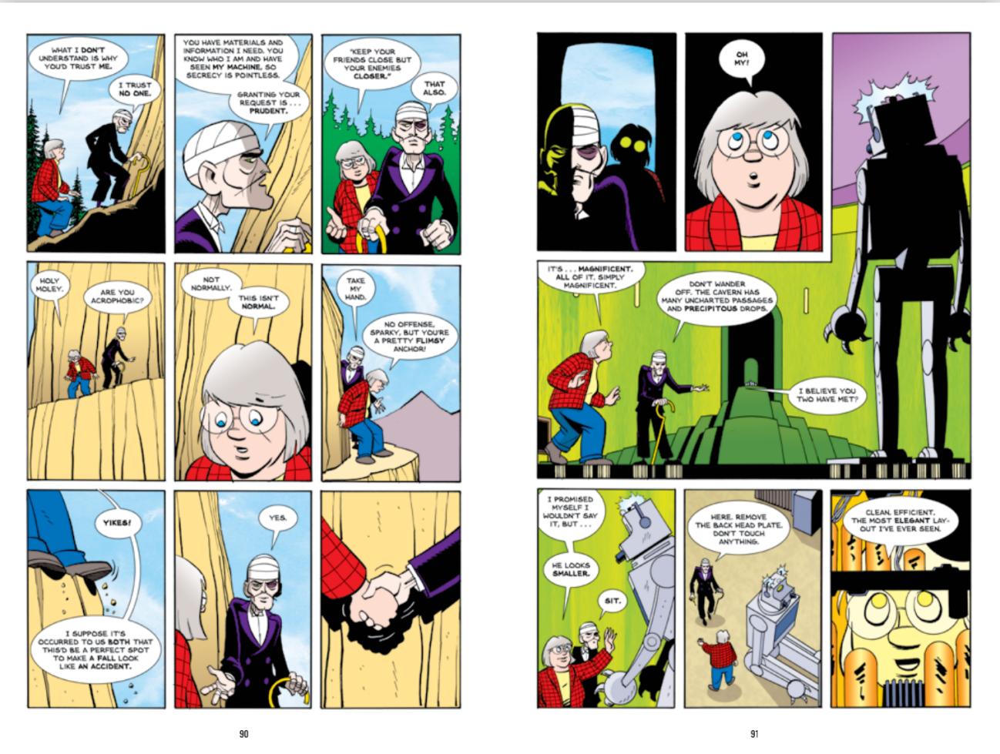 WHAT I DON'T
UNDERSTAND IS WHY
YOU'D TRUST ME.
I TRUST
NO ONE.
YOU HAVE MATERIALS AND
INFORMATION I NEED. YOU
KNOW WHO I AM AND HAVE
SEEN MY MACHINE, SO
SECRECY IS POINTLESS.
GRANTING YOUR
REQUEST IS . . .
PRUDENT.
"KEEP YOUR
FRIENDS CLOSE BUT
YOUR ENEMIES
CLOSER."
THAT
ALSO.
HOLY
MOLEY.
ARE YOU
ACROPHOBIC?
NOT
NORMALLY.
THIS ISN'T
NORMAL.
TAKE
MY
HAND.
NO OFFENSE,
SPARKY, BUT YOU'RE
A PRETTY FLIMSY
ANCHOR!
YIKES!
I SUPPOSE IT'S
OCCURRED TO US BOTH THAT
THIS'D BE A PERFECT SPOT
TO MAKE A FALL LOOK
LIKE AN ACCIDENT.
YES.
90
OH
MY!
IT'S . . . MAGNIFICENT.
ALL OF IT. SIMPLY
MAGNIFICENT.
DON'T WANDER
OFF. THE CAVERN HAS
MANY UNCHARTED PASSAGES
AND PRECIPITOUS DROPS.
I BELIEVE YOU
TWO HAVE MET?
I PROMISED
MYSELF I
WOULDN'T SAY
IT, BUT . . .
HE LOOKS
SMALLER.
SIT.
HERE. REMOVE
THE BACK HEAD PLATE.
DON'T TOUCH
ANYTHING.
CLEAN. EFFICIENT.
THE MOST ELEGANT LAY-
OUT I'VE EVER SEEN.
91